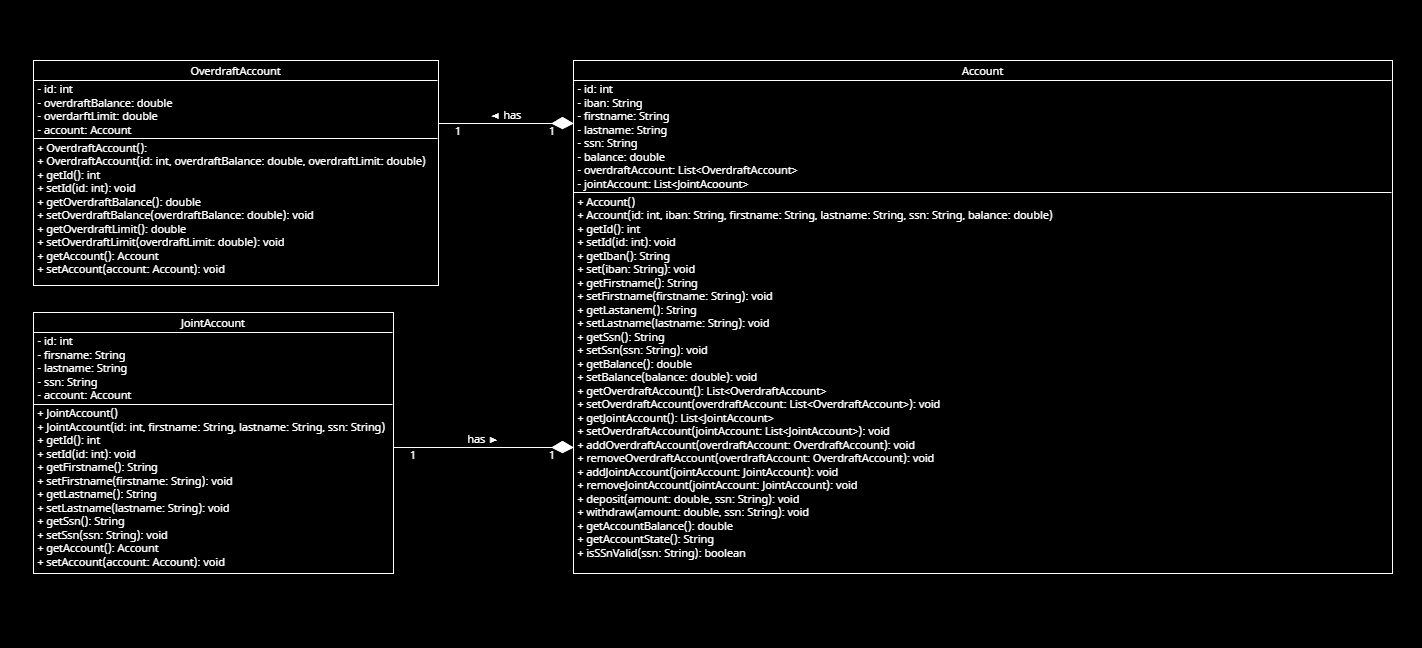 OverdraftAccount
- id: int
- overdraftBalance: double
- overdarftLimit: double
- account: Account
+ OverdraftAccount():
+ OverdraftAccount(id: int, overdraftBalance: double, overdraftLimit: double)
+ getId(): int
+ setId(id: int): void
+ getOverdraftBalance(): double
+ setOverdraftBalance(overdraftBalance: double): void
+ getOverdraftLimit(): double
+ setOverdraftLimit(overdraftLimit: double): void
+ getAccount(): Account
+ setAccount(account: Account): void
◄ has
1
1
JointAccount
- id: int
- firsname: String
- lastname: String
- ssn: String
- account: Account
+ JointAccount()
+ JointAccount(id: int, firstname: String, lastname: String, ssn: String)
+ getId(): int
+ setId(id: int): void
+ getFirstname(): String
+ setFirstname(firstname: String): void
+ getLastname(): String
+ setLastname(lastname: String): void
+ getSsn(): String
+ setSsn(ssn: String): void
+ getAccount(): Account
+ setAccount(account: Account): void
has ►
1
1
Account
- id: int
- iban: String
- firstname: String
- lastname: String
- ssn: String
- balance: double
- overdraftAccount: List<OverdraftAccount>
- jointAccount: List<JointAcoount>
+ Account()
+ Account(id: int, iban: String, firstname: String, lastname: String, ssn: String, balance: double)
+ getId(): int
+ setId(id: int): void
+ getIban(): String
+ set(iban: String): void
+ getFirstname(): String
+ setFirstname(firstname: String): void
+ getLastanem(): String
+ setLastname(lastname: String): void
+ getSsn(): String
+ setSsn(ssn: String): void
+ getBalance(): double
+ setBalance(balance: double): void
+ getOverdraftAccount(): List<OverdraftAccount>
+ setOverdraftAccount(overdraftAccount: List<OverdraftAccount>): void
+ getJointAccount(): List<JointAccount>
+ setOverdraftAccount(jointAccount: List<JointAccount>): void
+ addOverdraftAccount(overdraftAccount: OverdraftAccount): void
+ removeOverdraftAccount(overdraftAccount: OverdraftAccount): void
+ addJointAccount(jointAccount: JointAccount): void
+ removeJointAccount(jointAccount: JointAccount): void
+ deposit(amount: double, ssn: String): void
+ withdraw(amount: double, ssn: String): void
+ getAccountBalance(): double
+ getAccountState(): String
+ isSSnValid(ssn: String): boolean